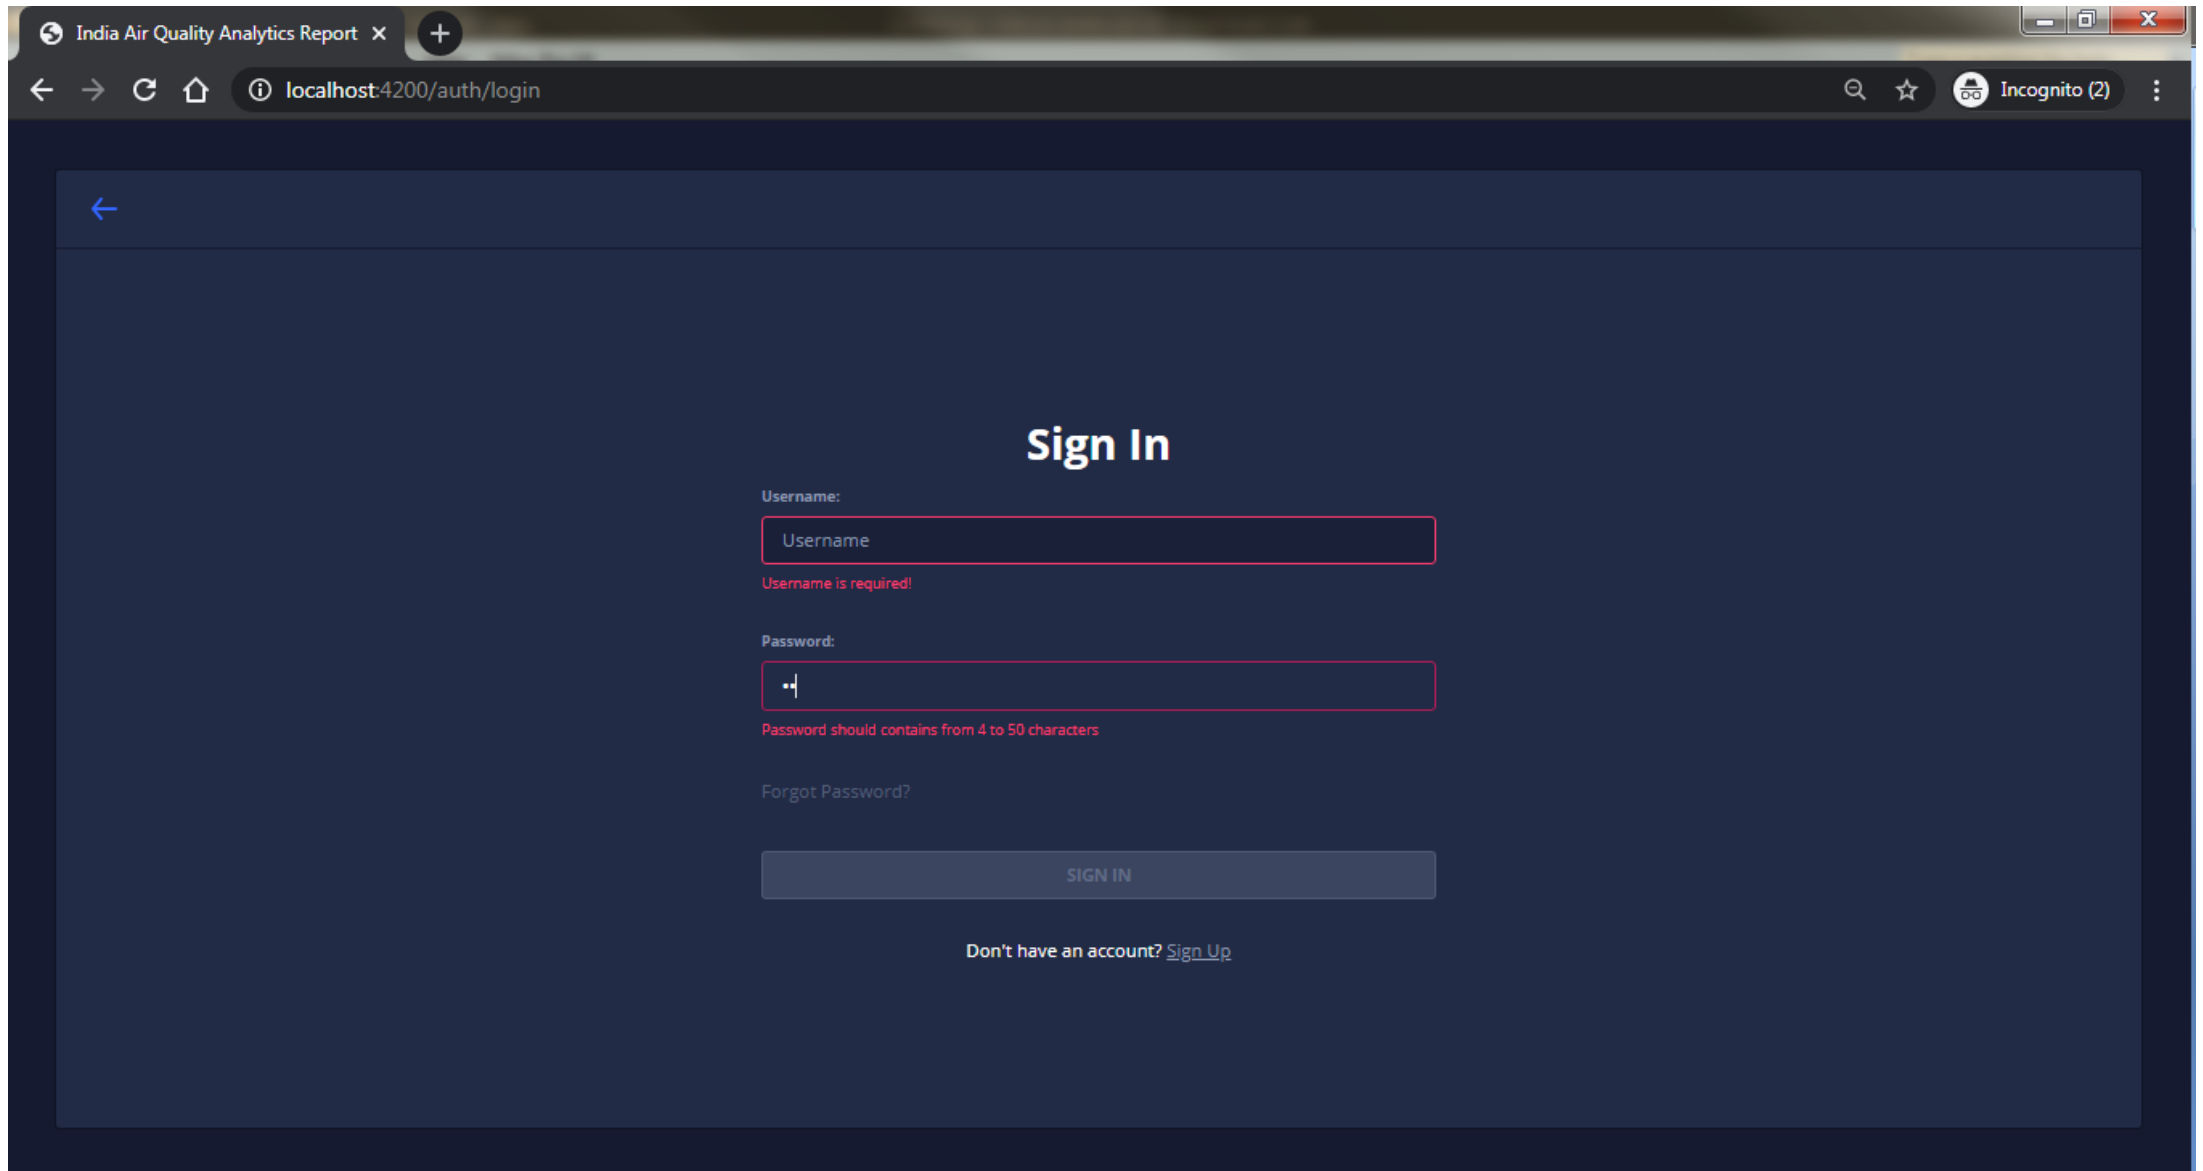 India Air Quality Analytics Report
localhost:4200/auth/login
Incognito (2)
Sign In
Username:
Username
Username is required!
Password:
Password should contains from 4 to 50 characters
Forgot Password?
SIGN IN
Don't have an account? Sign Up